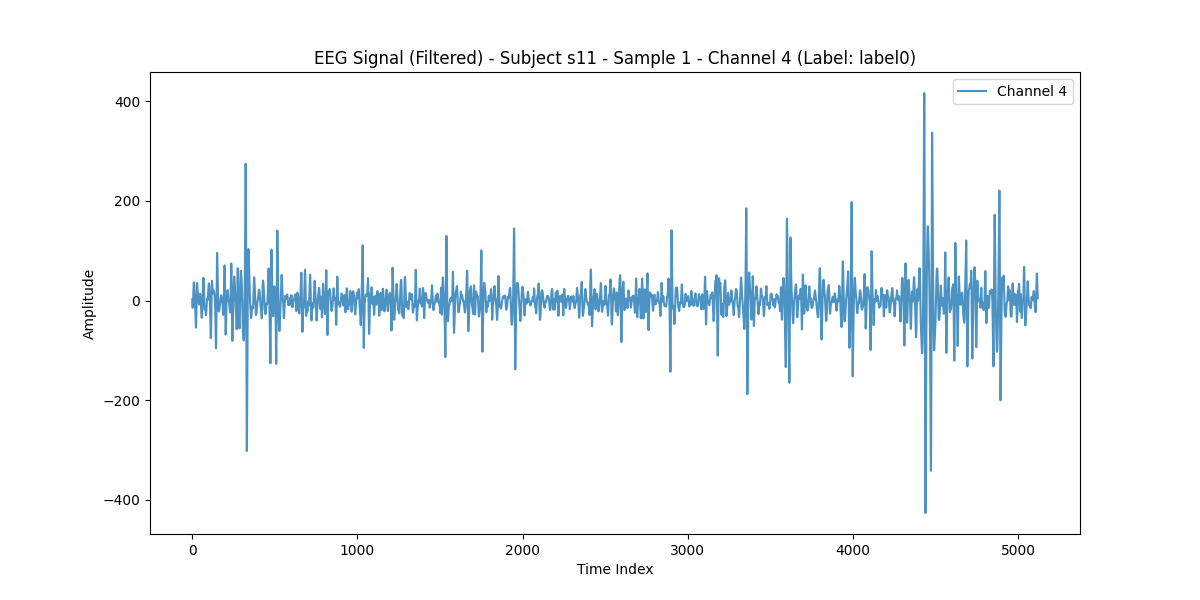 EEG Signal (Filtered) - Subject s11 - Sample 1 - Channel 4 (Label: label0)
Channel 4
400
200
0
−200
−400
Amplitude
0
1000
2000
3000
4000
5000
Time Index